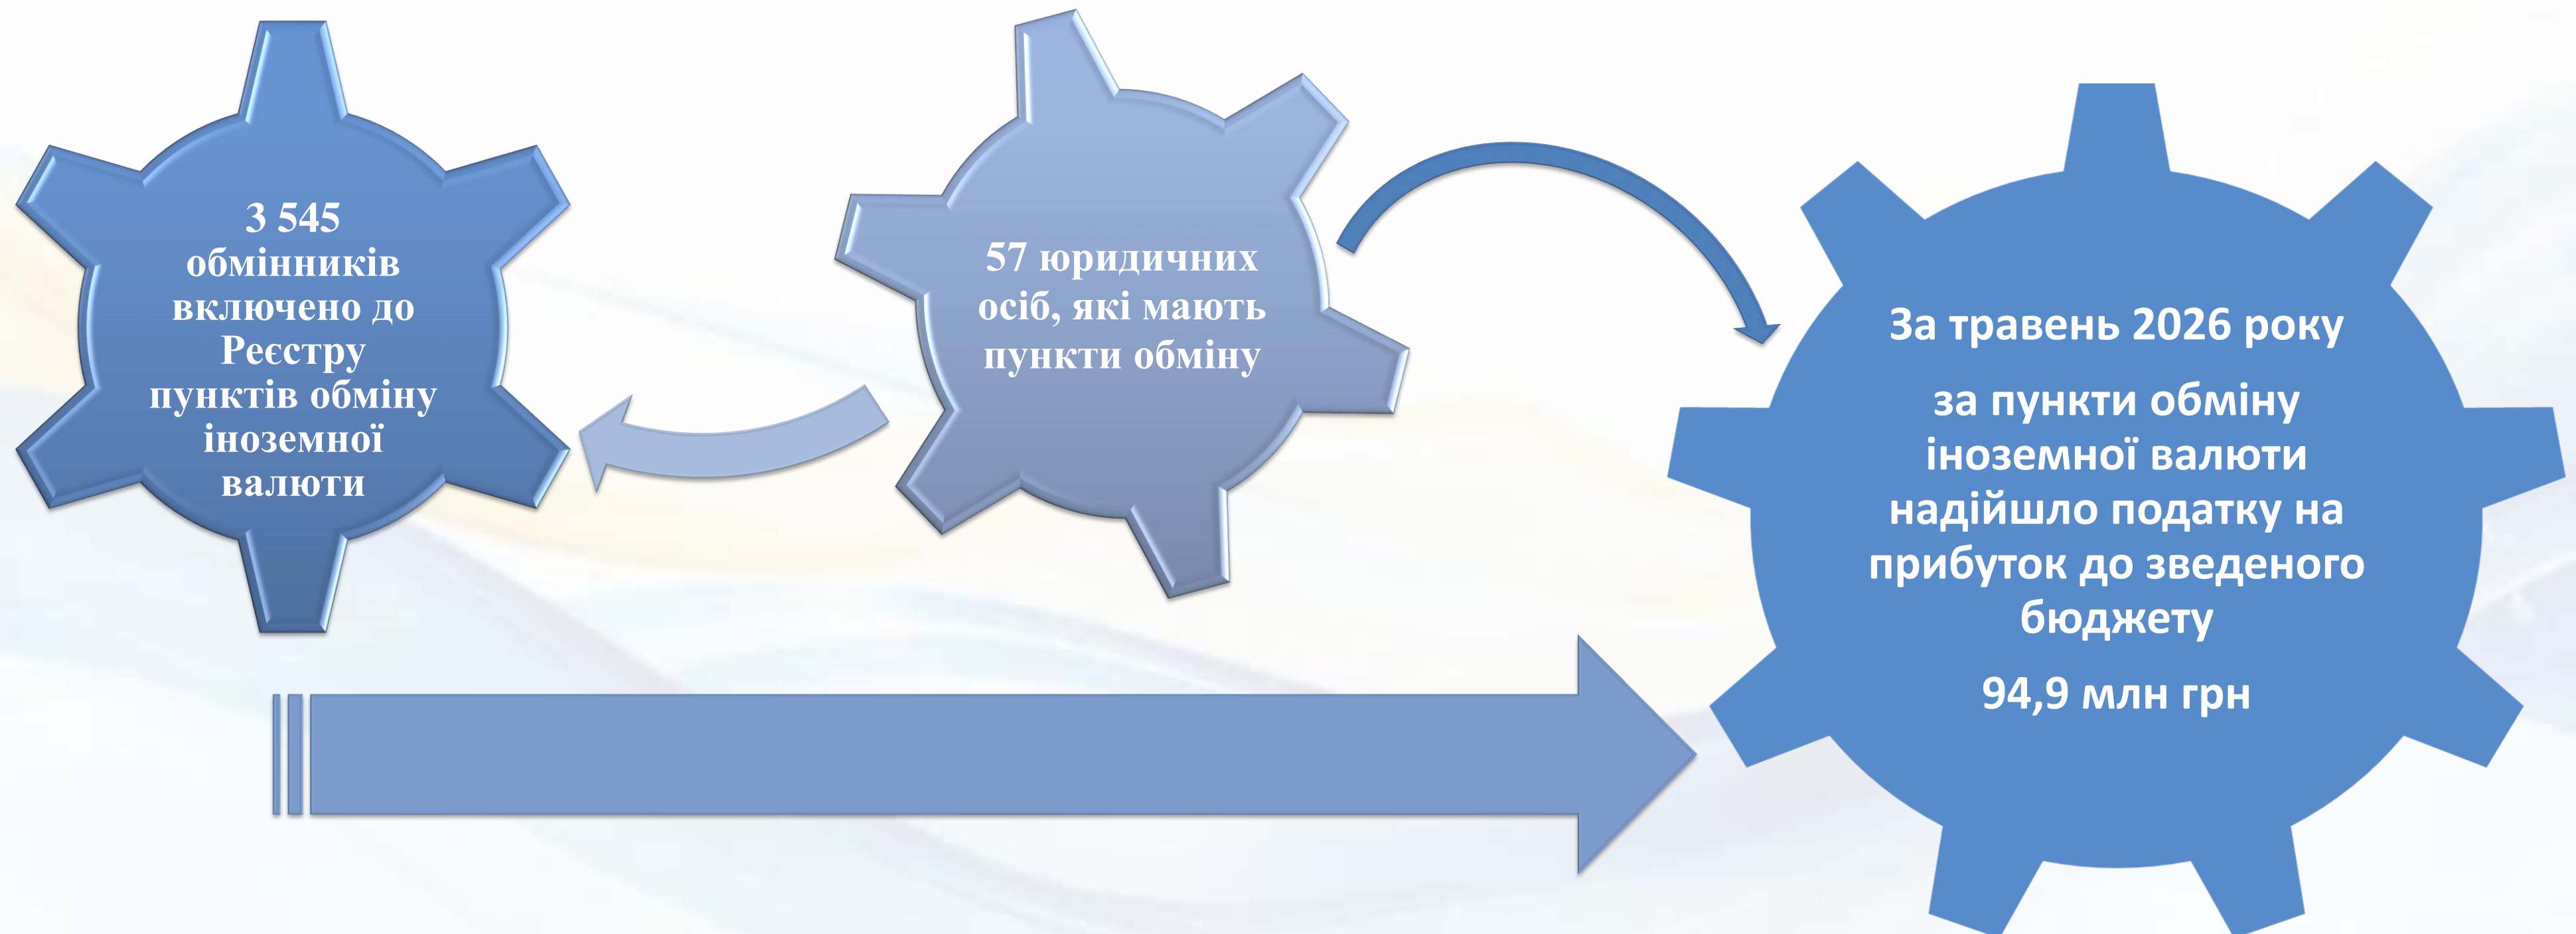 3 545
обмінників
включено до
Реєстру
пунктів обміну
іноземної
валюти
57 юридичних
осіб, які мають
пункти обміну
За травень 2026 року
за пункти обміну
іноземної валюти
надійшло податку на
прибуток до зведеного
бюджету
94,9 млн грн